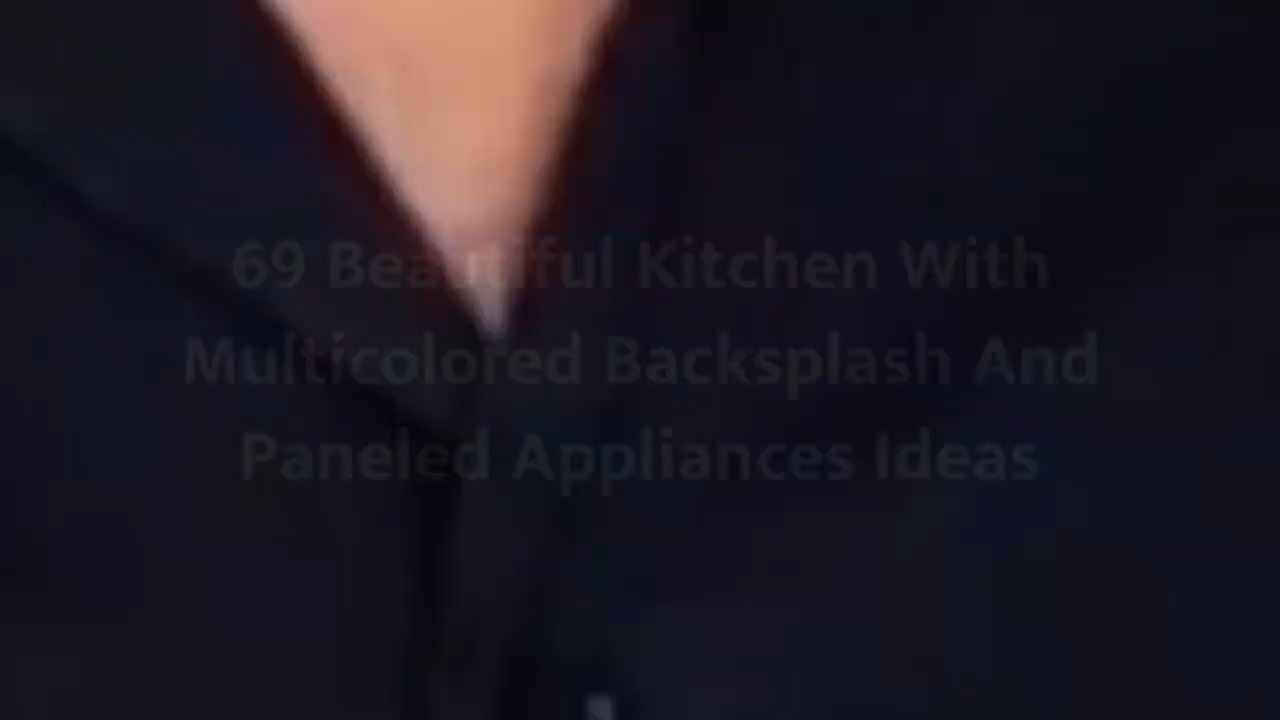 69 Beautiful Kitchen With
Multicolored Backsplash And
Paneled Appliances Ideas